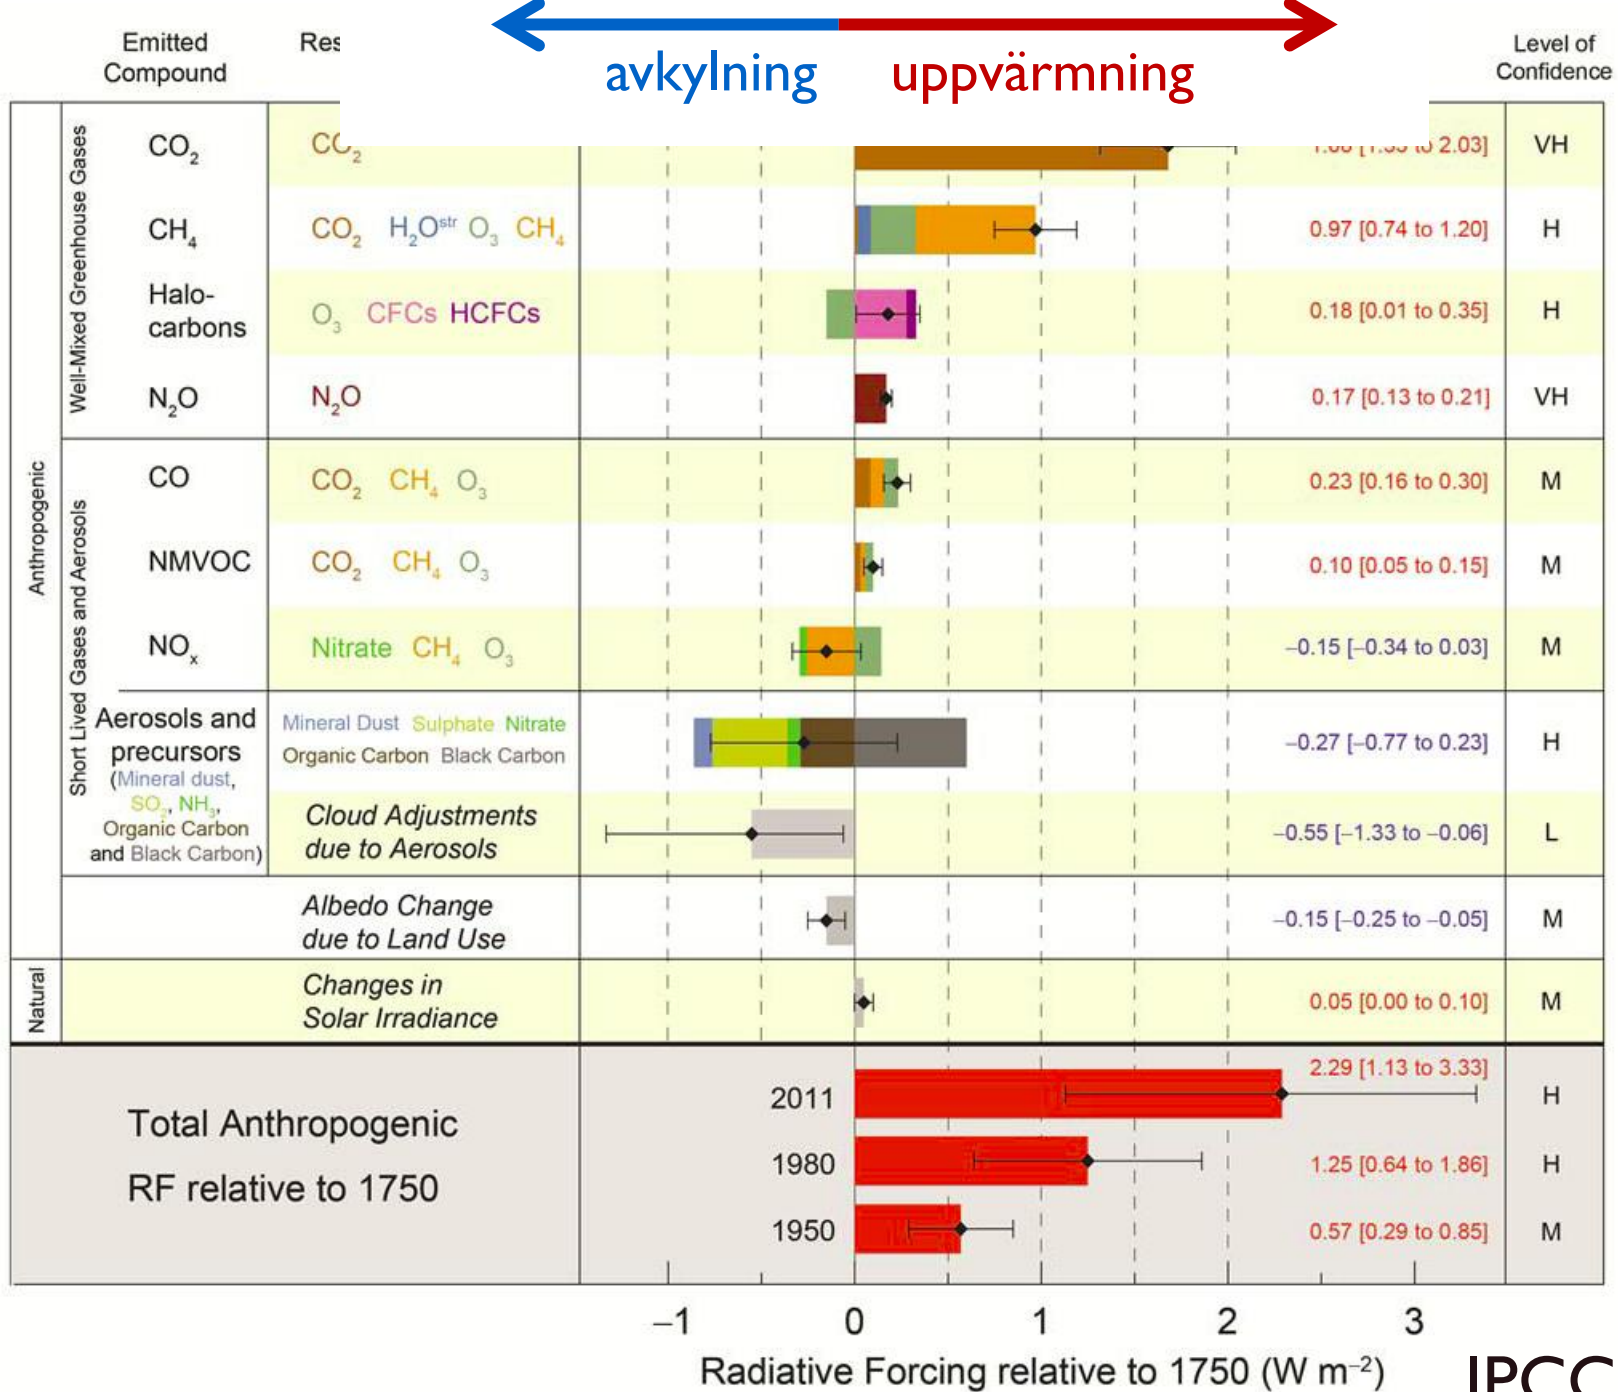 avkylning uppvärmning
Emitted
Compound
Level of
Confidence
Anthropogenic
Well-Mixed Greenhouse Gases
CO₂ CO₂ 2.03] VH
CH₄ CO₂ H₂Oˢᵗʳ O₃ CH₄ 0.97 [0.74 to 1.20] H
Halo-
carbons
O₃ CFCs HCFCs 0.18 [0.01 to 0.35] H
N₂O N₂O 0.17 [0.13 to 0.21] VH
Short Lived Gases and Aerosols
CO CO₂ CH₄ O₃ 0.23 [0.16 to 0.30] M
NMVOC CO₂ CH₄ O₃ 0.10 [0.05 to 0.15] M
NOₓ Nitrate CH₄ O₃ –0.15 [–0.34 to 0.03] M
Aerosols and
precursors
(Mineral dust,
SO₂, NH₃,
Organic Carbon
and Black Carbon)
Mineral Dust Sulphate Nitrate
Organic Carbon Black Carbon
–0.27 [–0.77 to 0.23] H
Cloud Adjustments
due to Aerosols
–0.55 [–1.33 to –0.06] L
Albedo Change
due to Land Use
–0.15 [–0.25 to –0.05] M
Natural
Changes in
Solar Irradiance
0.05 [0.00 to 0.10] M
Total Anthropogenic
RF relative to 1750
2011 2.29 [1.13 to 3.33] H
1980 1.25 [0.64 to 1.86] H
1950 0.57 [0.29 to 0.85] M
–1 0 1 2 3
Radiative Forcing relative to 1750 (W m⁻²)
IPCC